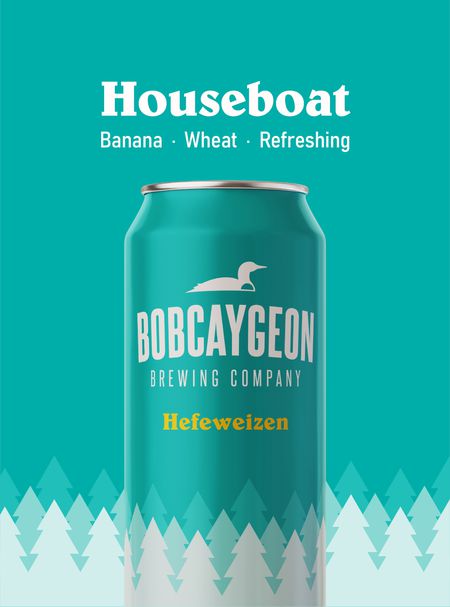 Houseboat
Banana · Wheat · Refreshing
BOBCAYGEON
BREWING COMPANY
Hefeweizen